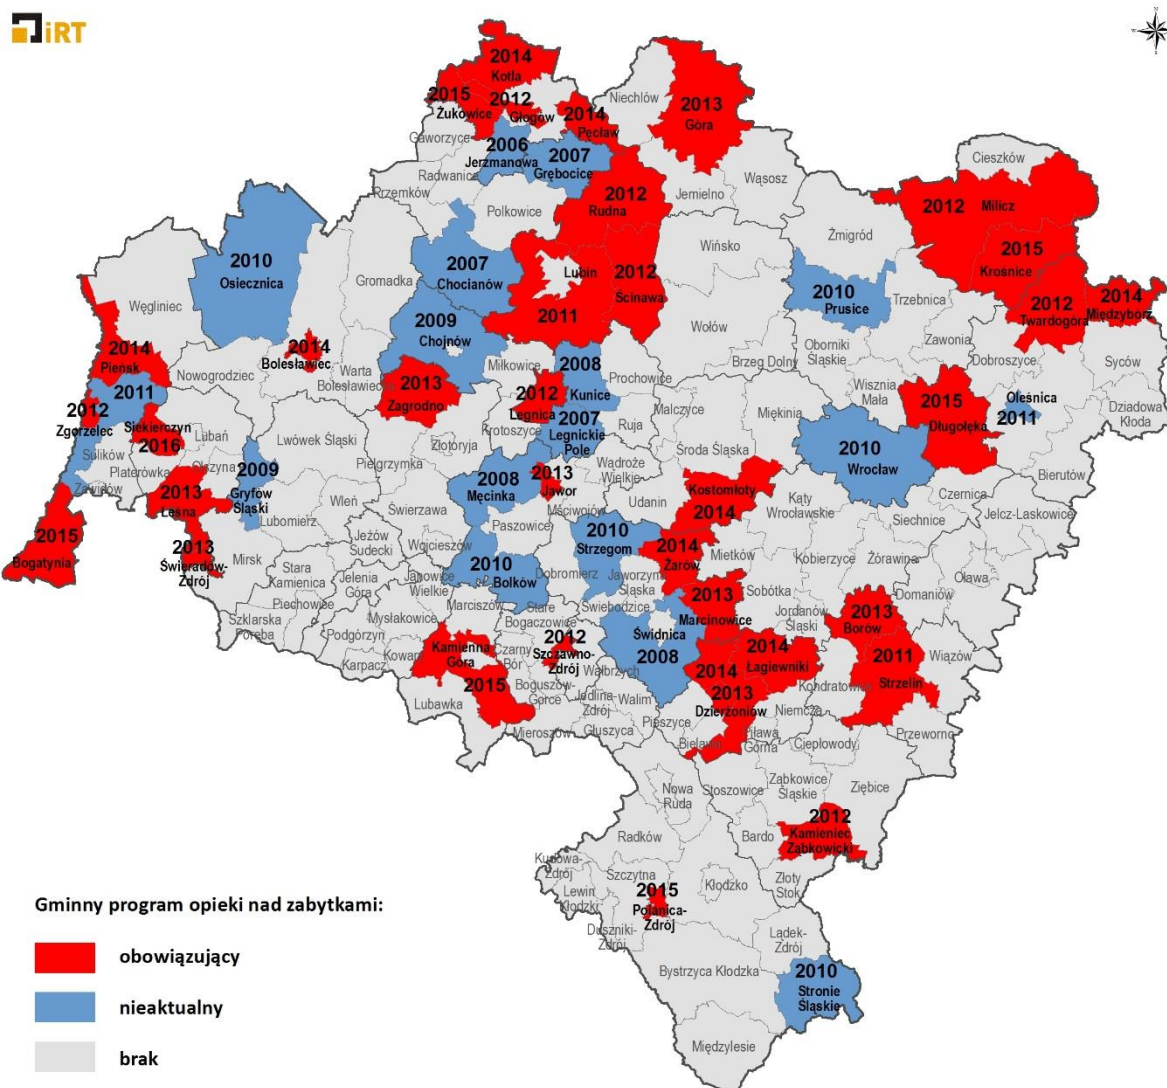 iRT
N
2014
Kotla
2015
Żukowice
2012
Głogów
2014
Pęcław
Niechlów
2013
Góra
Gaworzyce
2006
Jerzmanowa
2007
Grębocice
Radwanice
Przemków
Polkowice
2012
Rudna
Jemielno
Wąsosz
Cieszków
2012
Milicz
2015
Krośnice
Żmigród
2010
Osiecznica
Gromadka
2007
Chocianów
Lubin
2011
2012
Ścinawa
Wińsko
2010
Prusice
Trzebnica
2012
Twardogóra
2014
Międzybórz
Węgliniec
2009
Chojnów
Wołów
Zawonia
Oborniki
Śląskie
Dobroszyce
Syców
2014
Pieńsk
2014
Bolesławiec
Nowogrodziec
Warta
Bolesławiecka
2013
Zagrodno
Miłkowice
2008
Kunice
Prochowice
Brzeg Dolny
Wisznia
Mała
2015
Długołęka
Oleśnica
2011
Dziadowa
Kłoda
2011
2012
Zgorzelec
Siekierczyn
2016
Lubań
2012
Legnica
2007
Legnickie
Pole
Krotoszyce
Ruja
Malczyce
Miękinia
2010
Wrocław
Sulików
Platerówka
Olszyna
Zawidów
2009
Gryfów
Śląski
Lwówek Śląski
Złotoryja
Pielgrzymka
Środa Śląska
Bierutów
2013
Leśna
2008
Męcinka
2013
Jawor
Wądroże
Wielkie
Udanin
Kostomłoty
2014
Kąty
Wrocławskie
Czernica
Siechnice
Jelcz-Laskowice
2015
Bogatynia
2013
Świeradów-
Zdrój
Mirsk
Lubomierz
Wleń
Świerzawa
Mściwojów
Paszowice
2010
Strzegom
2014
Żarów
Mietków
Kobierzyce
Żórawina
Oława
Stara
Kamienica
Jeżów
Sudecki
Wojcieszów
2010
Bolków
Dobromierz
Jaworzyna
Śląska
2013
Marcinowice
Sobótka
Domaniów
Szklarska
Poręba
Piechowice
Jelenia
Góra
Janowice
Wielkie
Marciszów
Stare
Bogaczowice
Świebodzice
Świdnica
2008
Jordanów
Śląski
2013
Borów
Podgórzyn
Mysłakowice
Karpacz
Kowary
Kamienna
Góra
2015
Czarny
Bór
2012
Szczawno-
Zdrój
Wałbrzych
2014
Łagiewniki
2011
Strzelin
Wiązów
Lubawka
Boguszów-
Gorce
Jedlina-
Zdrój
Walim
2014
2013
Dzierżoniów
Kondratowice
Mieroszów
Głuszyca
Pieszyce
Bielawa
Niemcza
Piława
Górna
Ciepłowody
Przeworno
Nowa
Ruda
Stoszowice
Ząbkowice
Śląskie
Ziębice
Radków
Bardo
2012
Kamieniec
Ząbkowicki
Kudowa-
Zdrój
Szczytna
Kłodzko
Złoty
Stok
Lewin
Kłodzki
2015
Polanica-
Zdrój
Duszniki-
Zdrój
Lądek-
Zdrój
Bystrzyca Kłodzka
2010
Stronie
Śląskie
Międzylesie
Gminny program opieki nad zabytkami:
obowiązujący
nieaktualny
brak